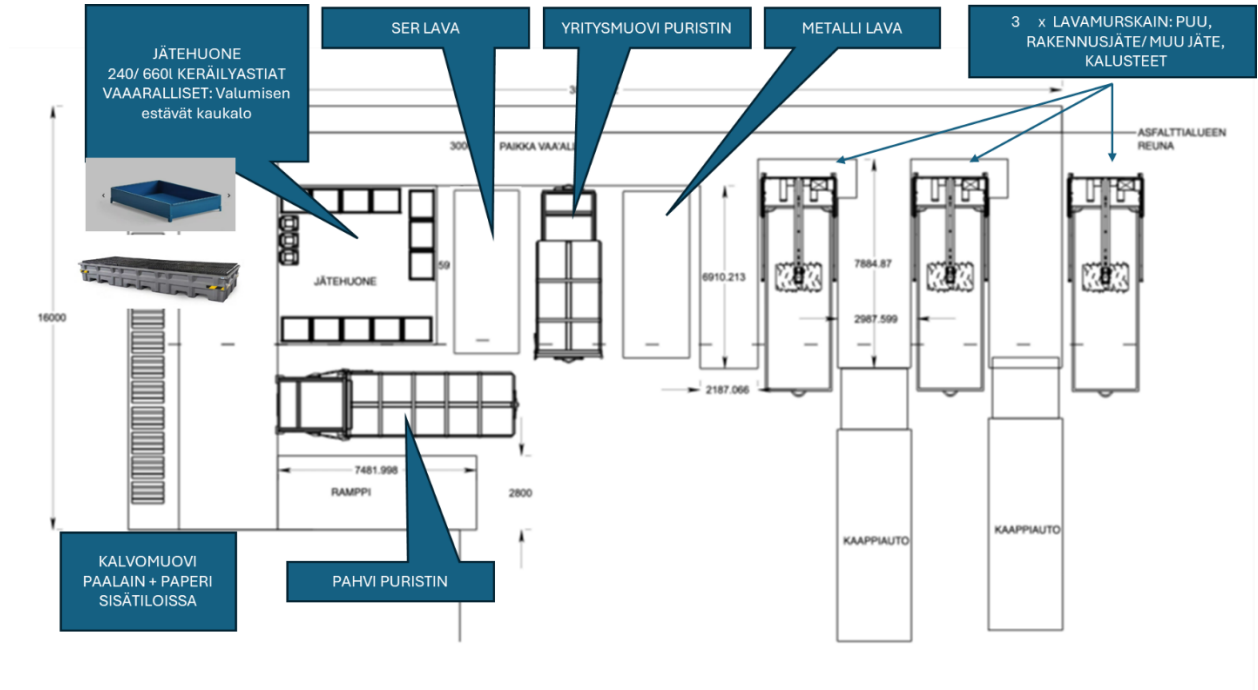 JÄTEHUONE
240/ 660l KERÄILYASTIAT
VAAARALLISET: Valumisen
estävät kaukalo
SER LAVA
YRITYSMUOVI PURISTIN
METALLI LAVA
3 x LAVAMURSKAIN: PUU,
RAKENNUSJÄTE/ MUU JÄTE,
KALUSTEET
ASFALTTIALUEEN
REUNA
PAIKKA
JÄTEHUONE
59
6910.213
7884.87
2987.599
16000
2187.066
7481.998
RAMPPI
2800
KAAPPIAUTO
KAAPPIAUTO
KALVOMUOVI
PAALAIN + PAPERI
SISÄTILOISSA
PAHVI PURISTIN